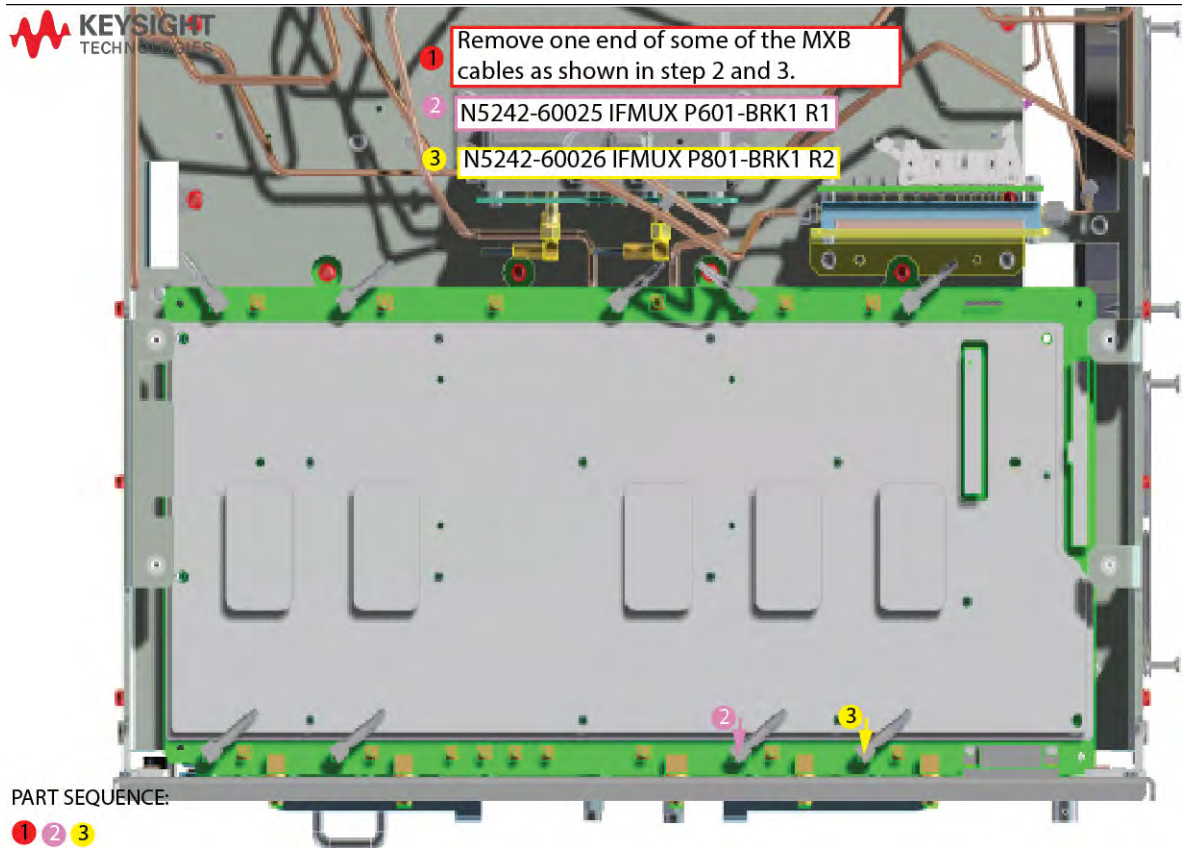 KEYSIGHT
TECHNOLOGIES
1 Remove one end of some of the MXB
cables as shown in step 2 and 3.
2 N5242-60025 IFMUX P601-BRK1 R1
3 N5242-60026 IFMUX P801-BRK1 R2
2
3
PART SEQUENCE:
1 2 3